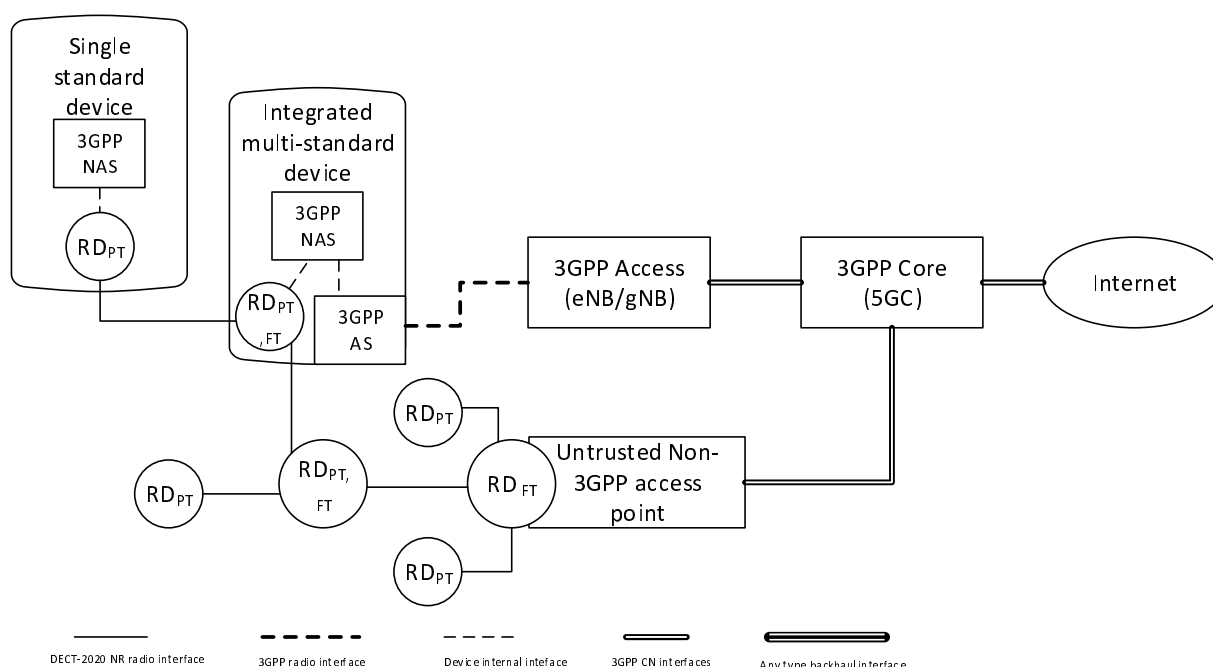 Single
standard
device
3GPP
NAS
RDPT
Integrated
multi-standard
device
3GPP
NAS
RDPT
, FT
3GPP
AS
3GPP Access
(eNB/gNB)
3GPP Core
(5GC)
Internet
RDPT
RDPT
RDPT,
FT
RD FT
Untrusted Non-
3GPP access
point
RDPT
DECT-2020 NR radio interface
3GPP radio interface
Device internal inteface
3GPP CN interfaces
Any type backhaul interface